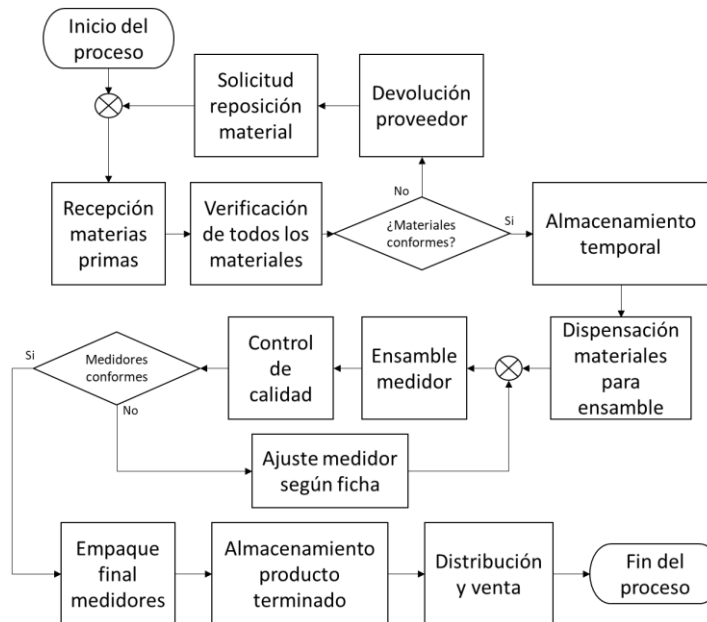 Inicio del
proceso
Solicitud
reposición
material
Devolución
proveedor
No
Recepción
materias
primas
Verificación
de todos los
materiales
¿Materiales
conformes?
Si
Almacenamiento
temporal
Dispensación
materiales
para
ensamble
Ensamble
medidor
Control
de
calidad
Medidores
conformes
Si
No
Ajuste medidor
según ficha
Empaque
final
medidores
Almacenamiento
producto
terminado
Distribución
y venta
Fin del
proceso